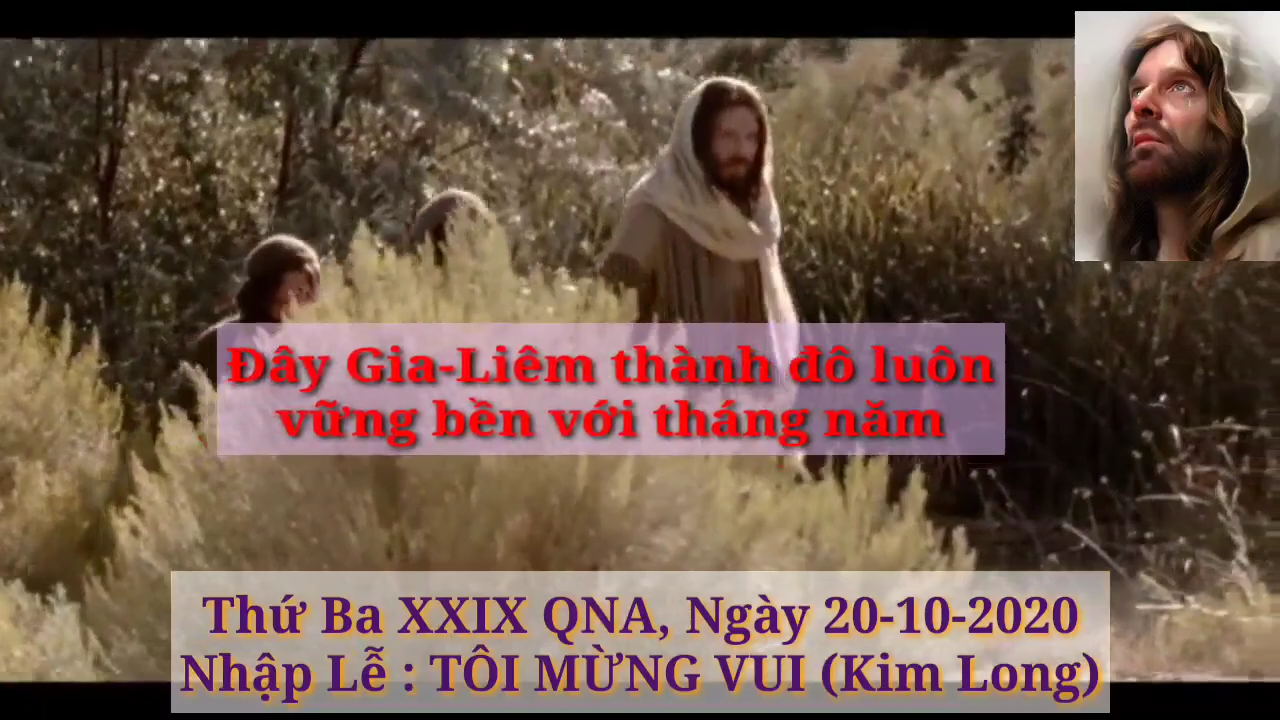 Đây Gia-Liêm thành đô luôn
vững bền với tháng năm
Thứ Ba XXIX QNA, Ngày 20-10-2020
Nhập Lễ : TÔI MỪNG VUI (Kim Long)